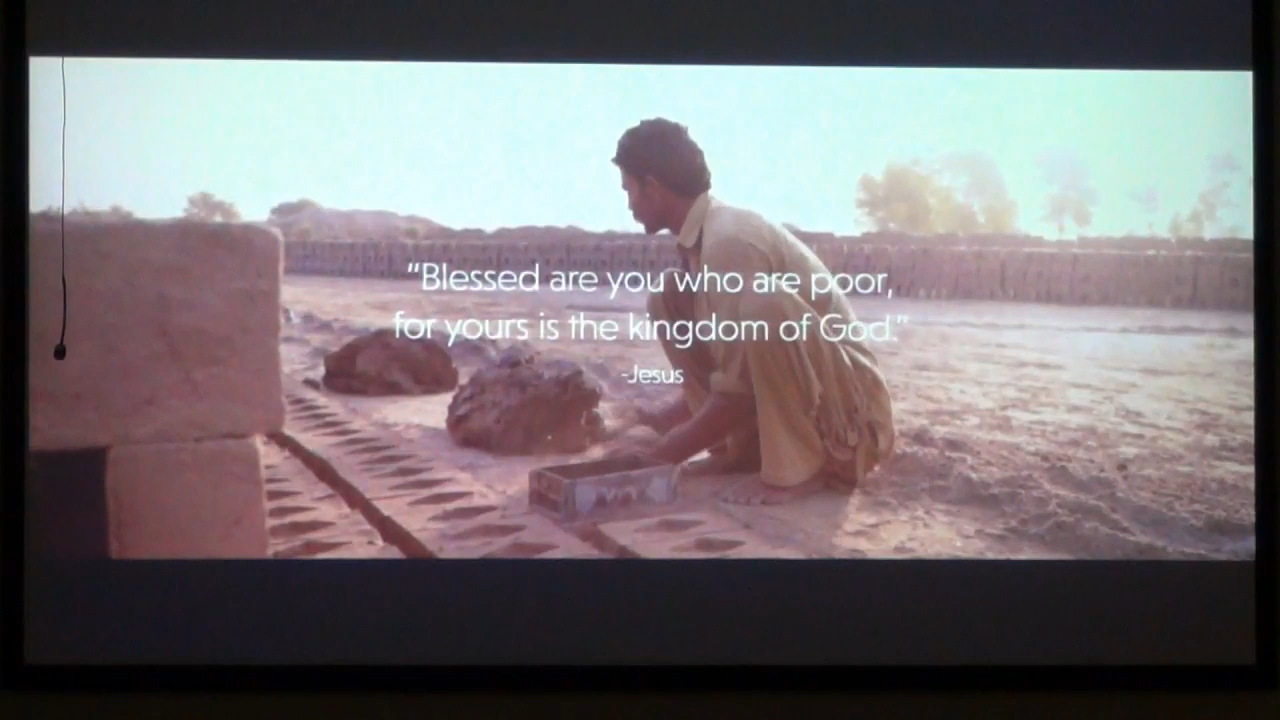 “Blessed are you who are poor,
for yours is the kingdom of God.”
-Jesus